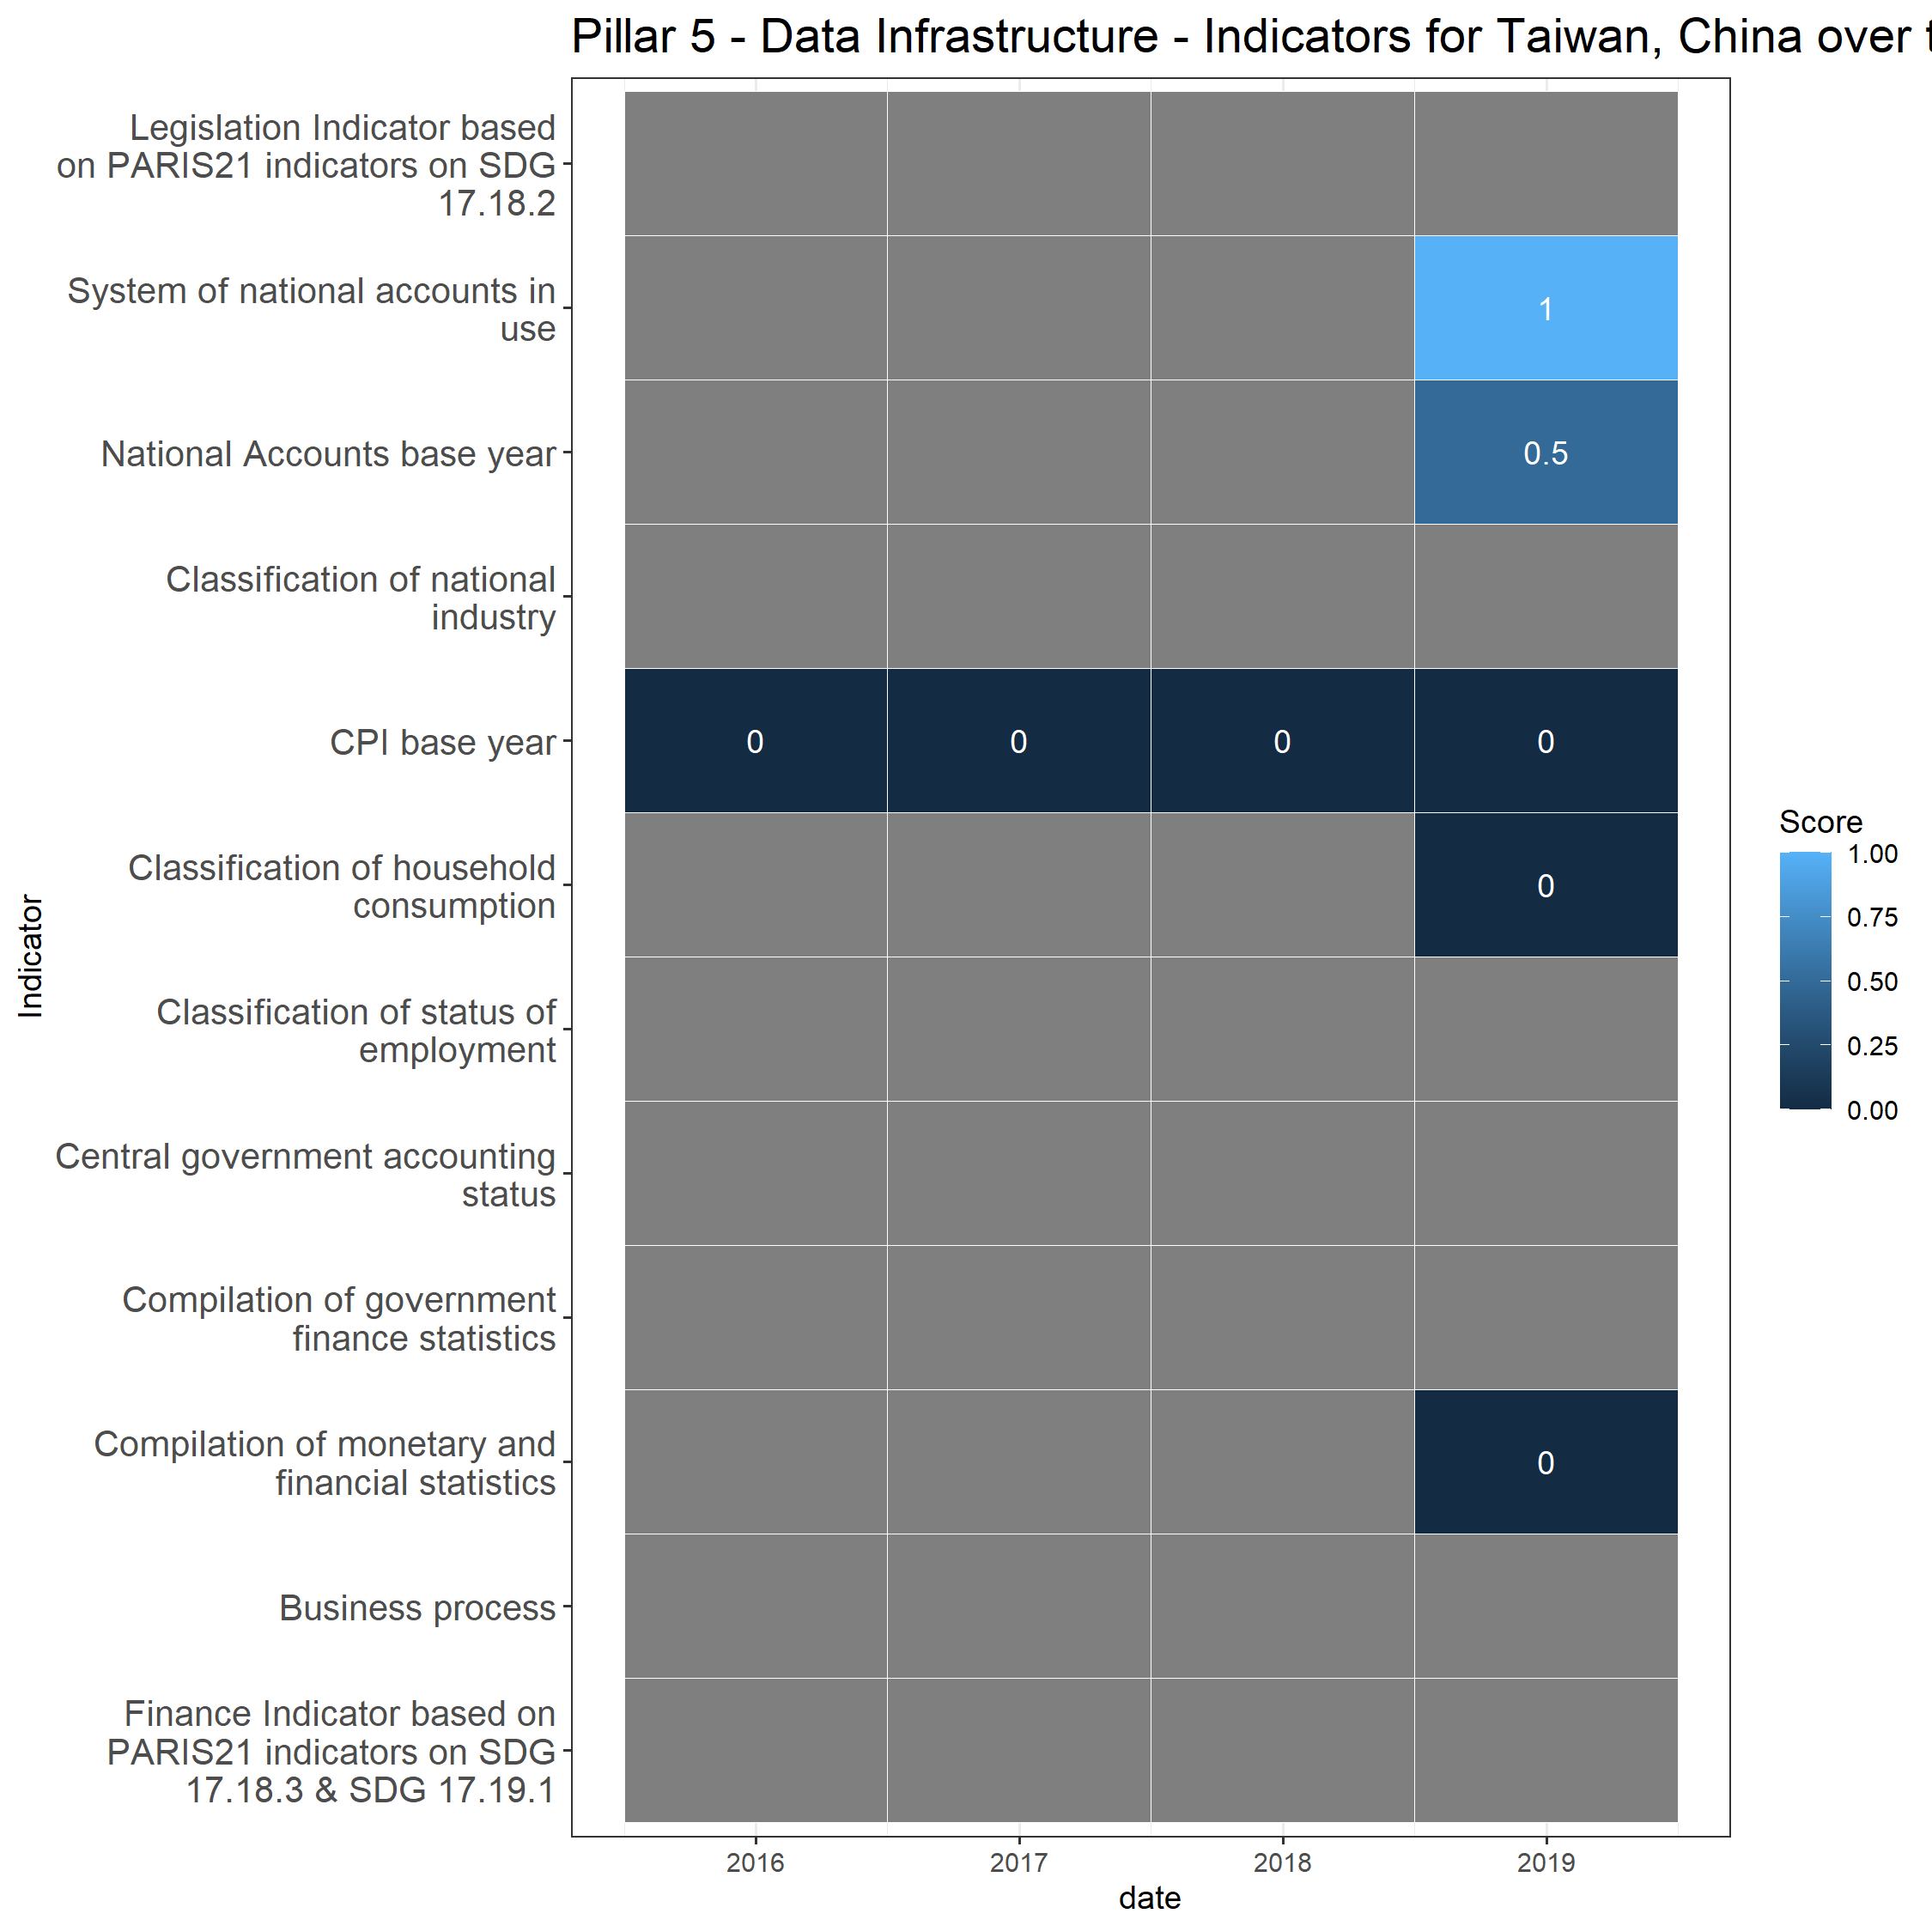 Pillar 5 - Data Infrastructure - Indicators for Taiwan, China over t
Legislation Indicator based
on PARIS21 indicators on SDG
17.18.2
System of national accounts in
use
1
National Accounts base year
0.5
Classification of national
industry
CPI base year
0 0 0 0
Classification of household
consumption
0
Classification of status of
employment
Central government accounting
status
Compilation of government
finance statistics
Compilation of monetary and
financial statistics
0
Business process
Finance Indicator based on
PARIS21 indicators on SDG
17.18.3 & SDG 17.19.1
Indicator
2016 2017 2018 2019
date
Score
1.00
0.75
0.50
0.25
0.00